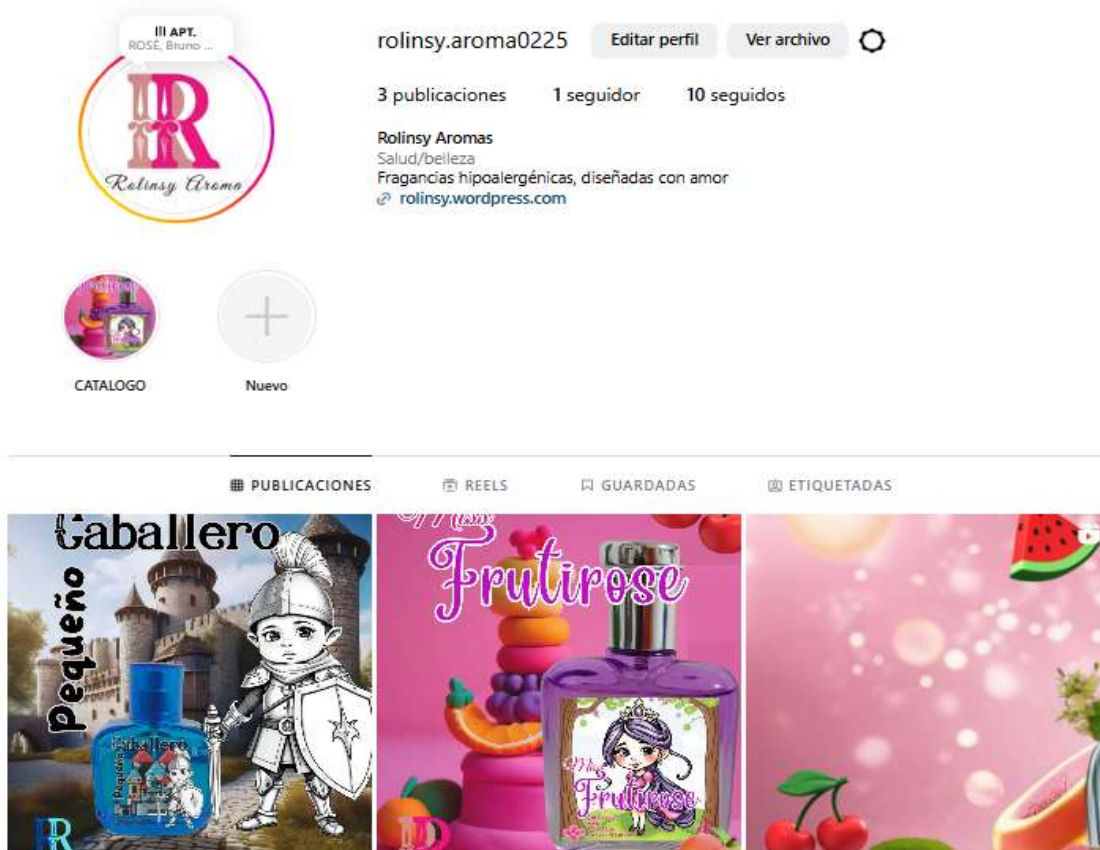 APT.
ROSÉ, Bruno ...
R
Rolinsy Aroma
rolinsy.aroma0225
Editar perfil
Ver archivo
3 publicaciones
1 seguidor
10 seguidos
Rolinsy Aromas
Salud/belleza
Fragancias hipoalergénicas, diseñadas con amor
rolinsy.wordpress.com
CATALOGO
Nuevo
PUBLICACIONES
REELS
GUARDADAS
ETIQUETADAS
Pequeño
Caballero
Caballero
Pequeño
R
Miss
Frutirose
Miss
Frutirose